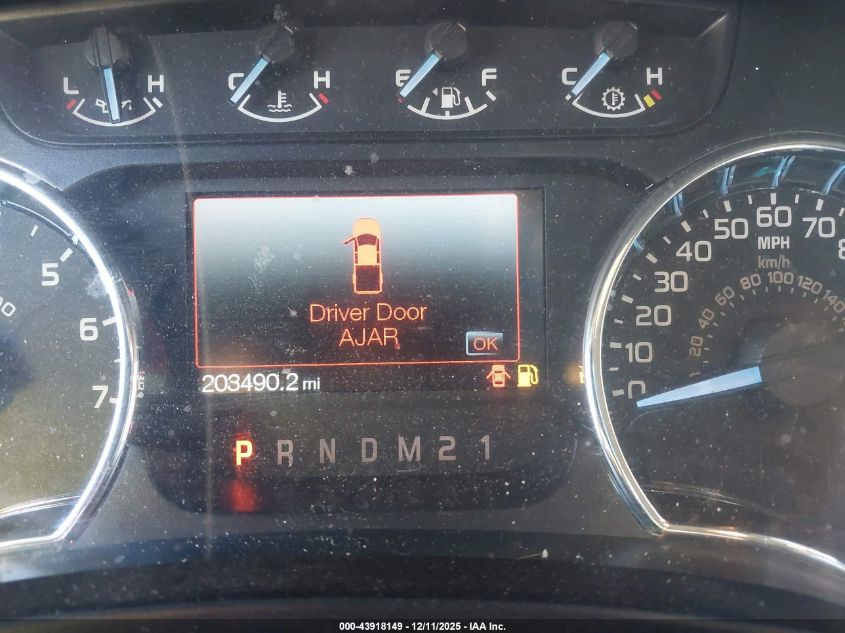 L H C H E F C H
5
6
7
Driver Door
AJAR
OK
203490.2 mi
P R N D M 2 1
0 10 20 30 40 50 60 70
MPH
km/h
20 40 60 80 100 120 140
000-43918149 - 12/11/2025 - IAA Inc.